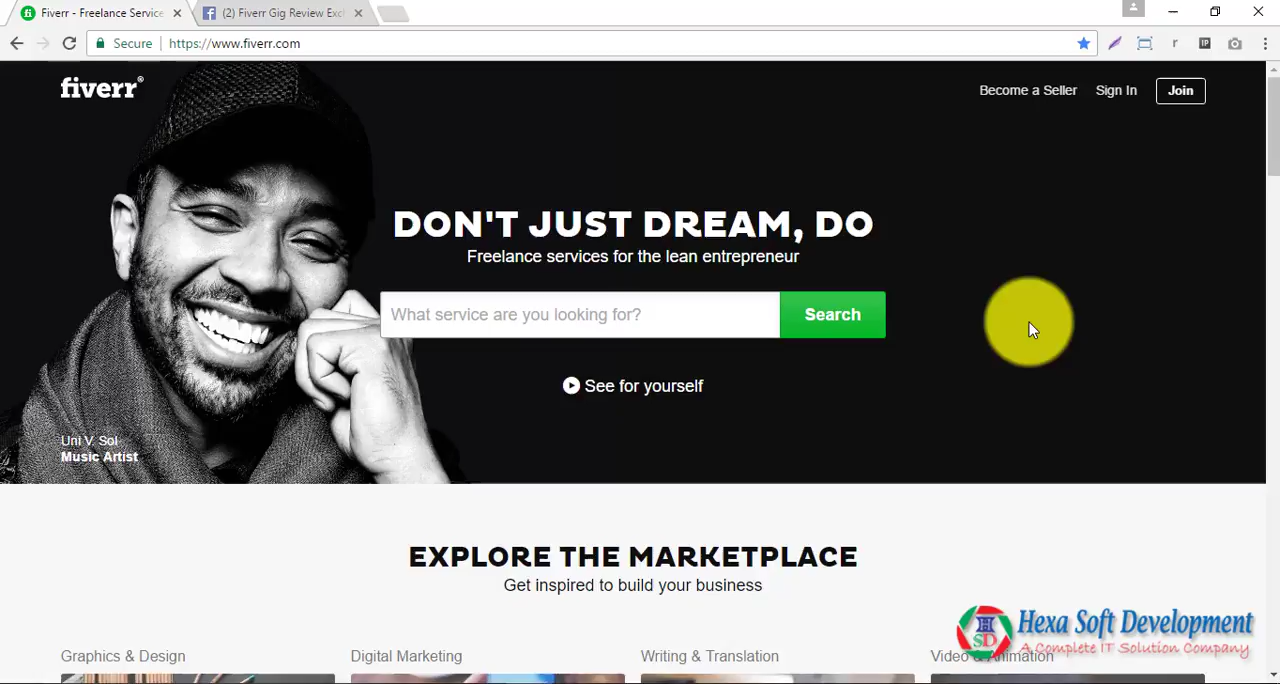 Fiverr - Freelance Service
(2) Fiverr Gig Review Excl
Secure
https://www.fiverr.com
r
IP
fiverr®
Become a Seller
Sign In
Join
DON'T JUST DREAM, DO
Freelance services for the lean entrepreneur
What service are you looking for?
Search
See for yourself
Uni V. Sol
Music Artist
EXPLORE THE MARKETPLACE
Get inspired to build your business
HSD
Hexa Soft Development
A Complete IT Solution Company
Graphics & Design
Digital Marketing
Writing & Translation
Video & Animation